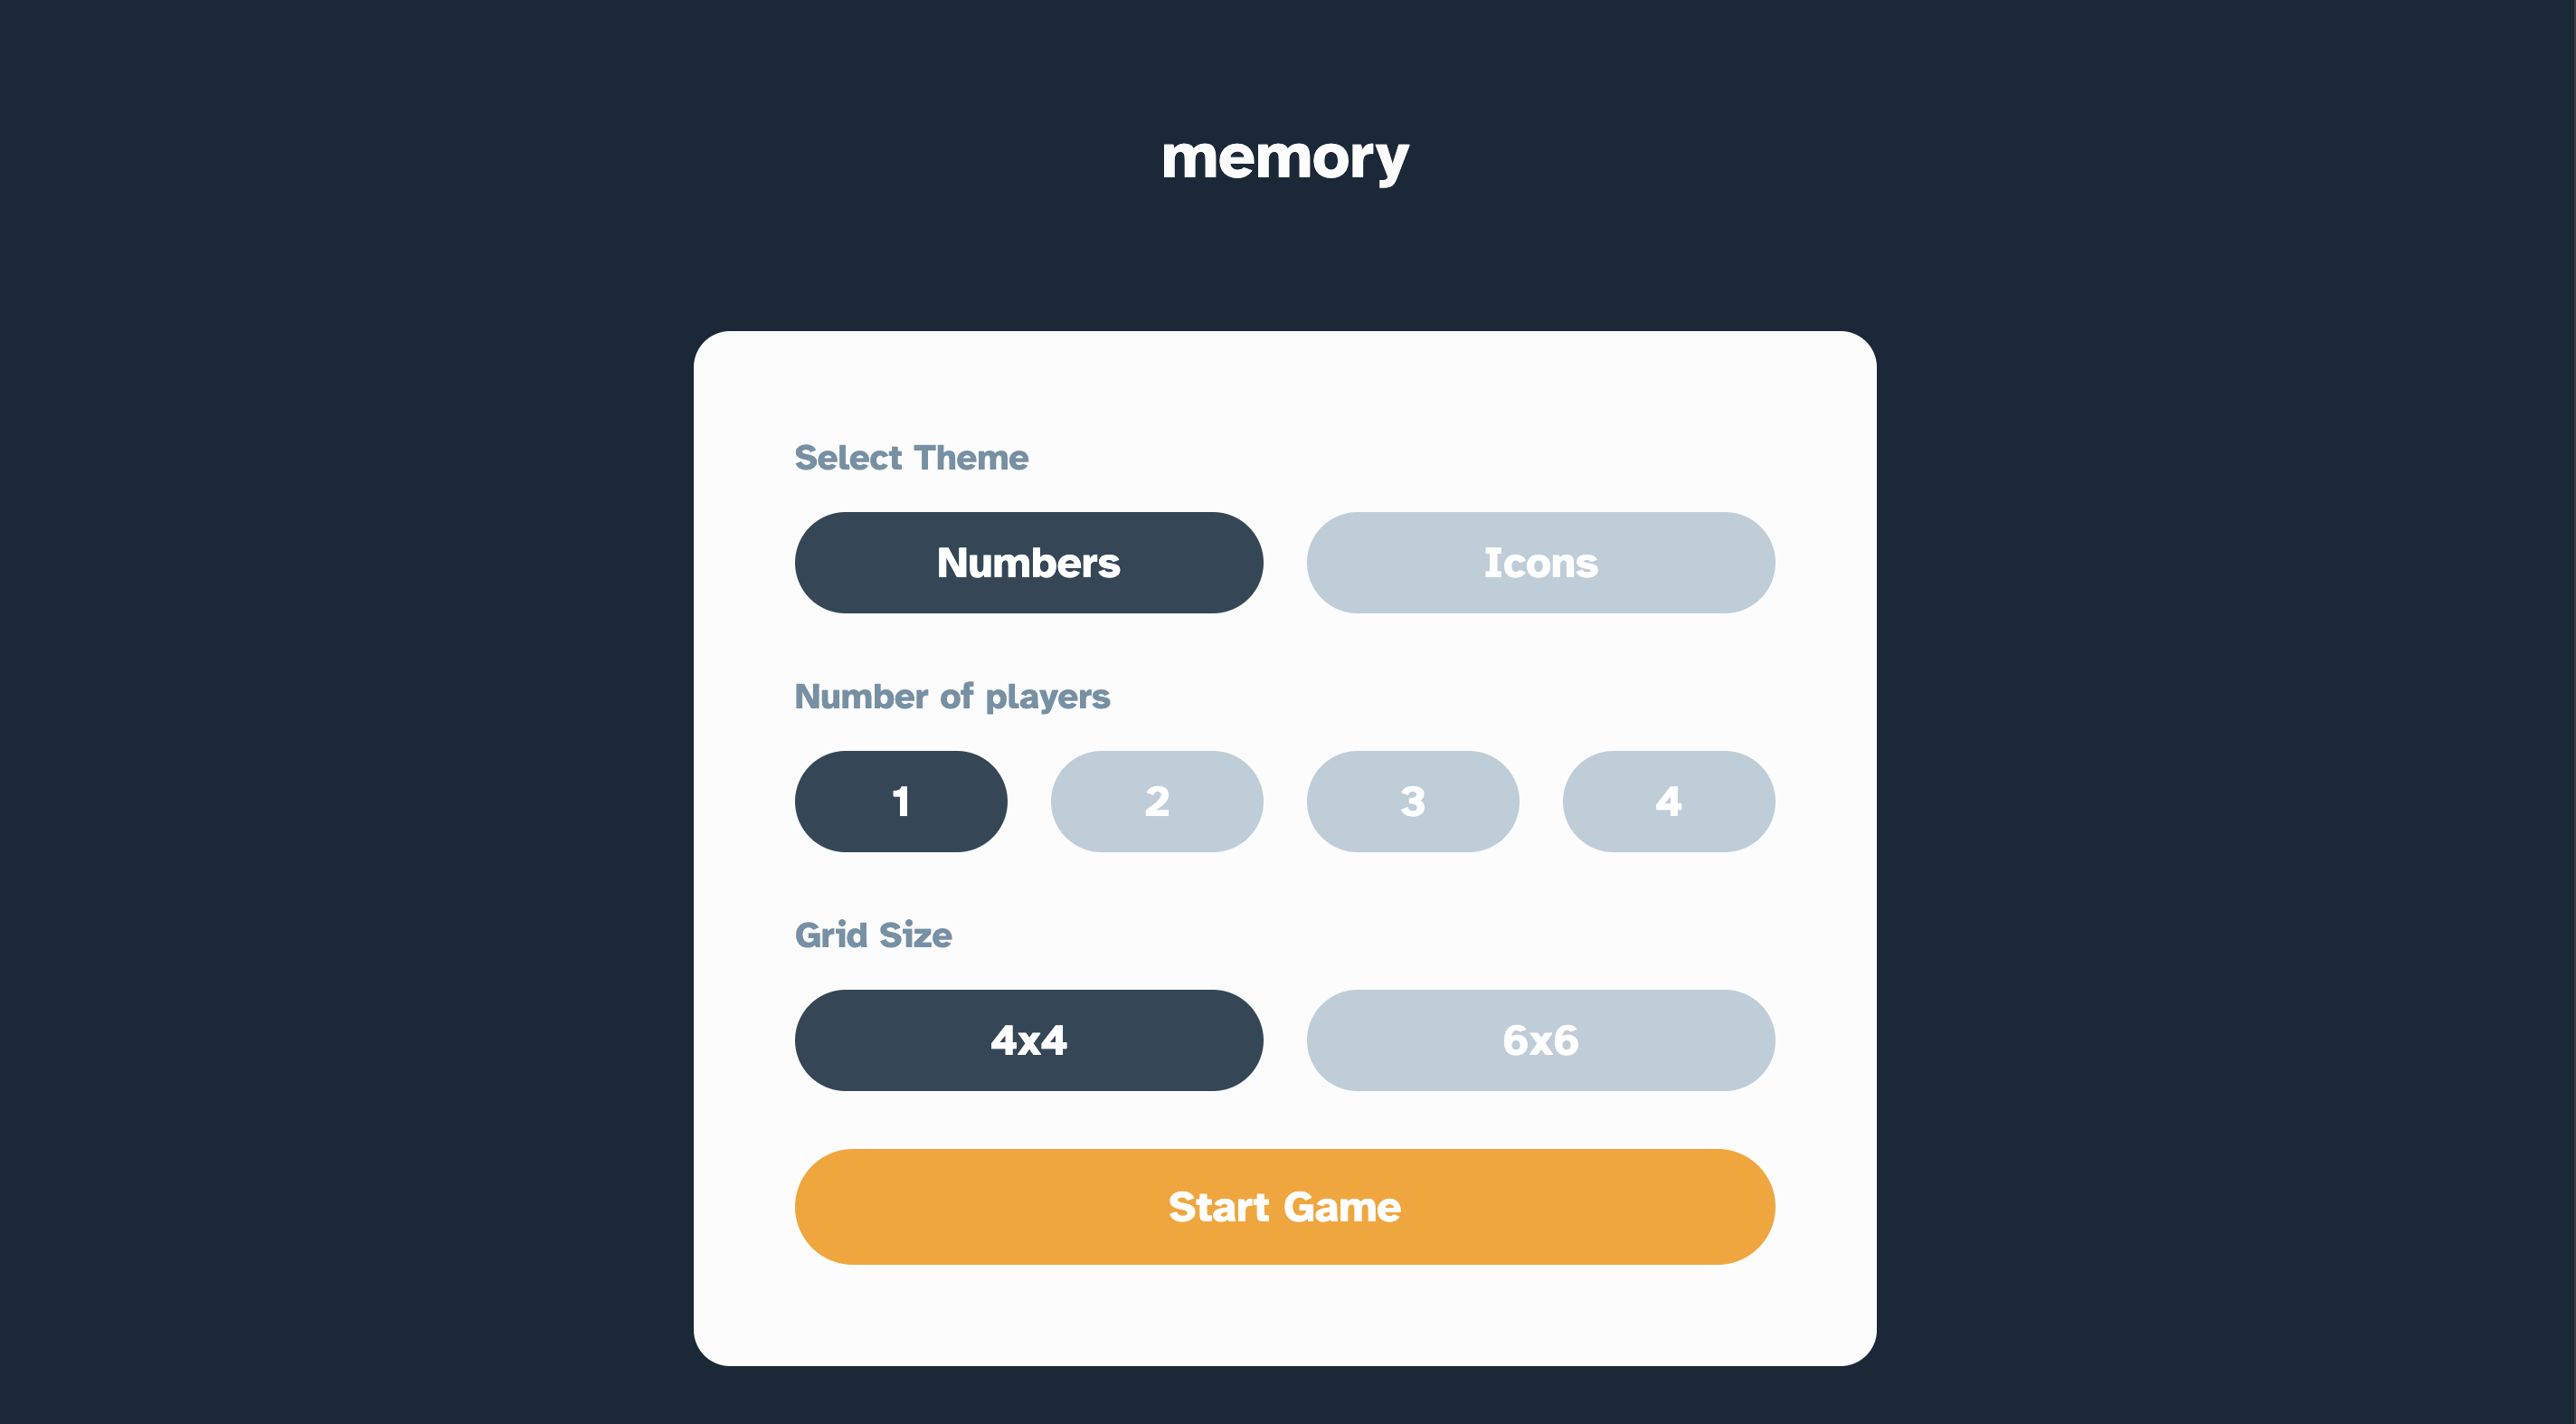 memory
Select Theme
Numbers Icons
Number of players
1 2 3 4
Grid Size
4x4 6x6
Start Game